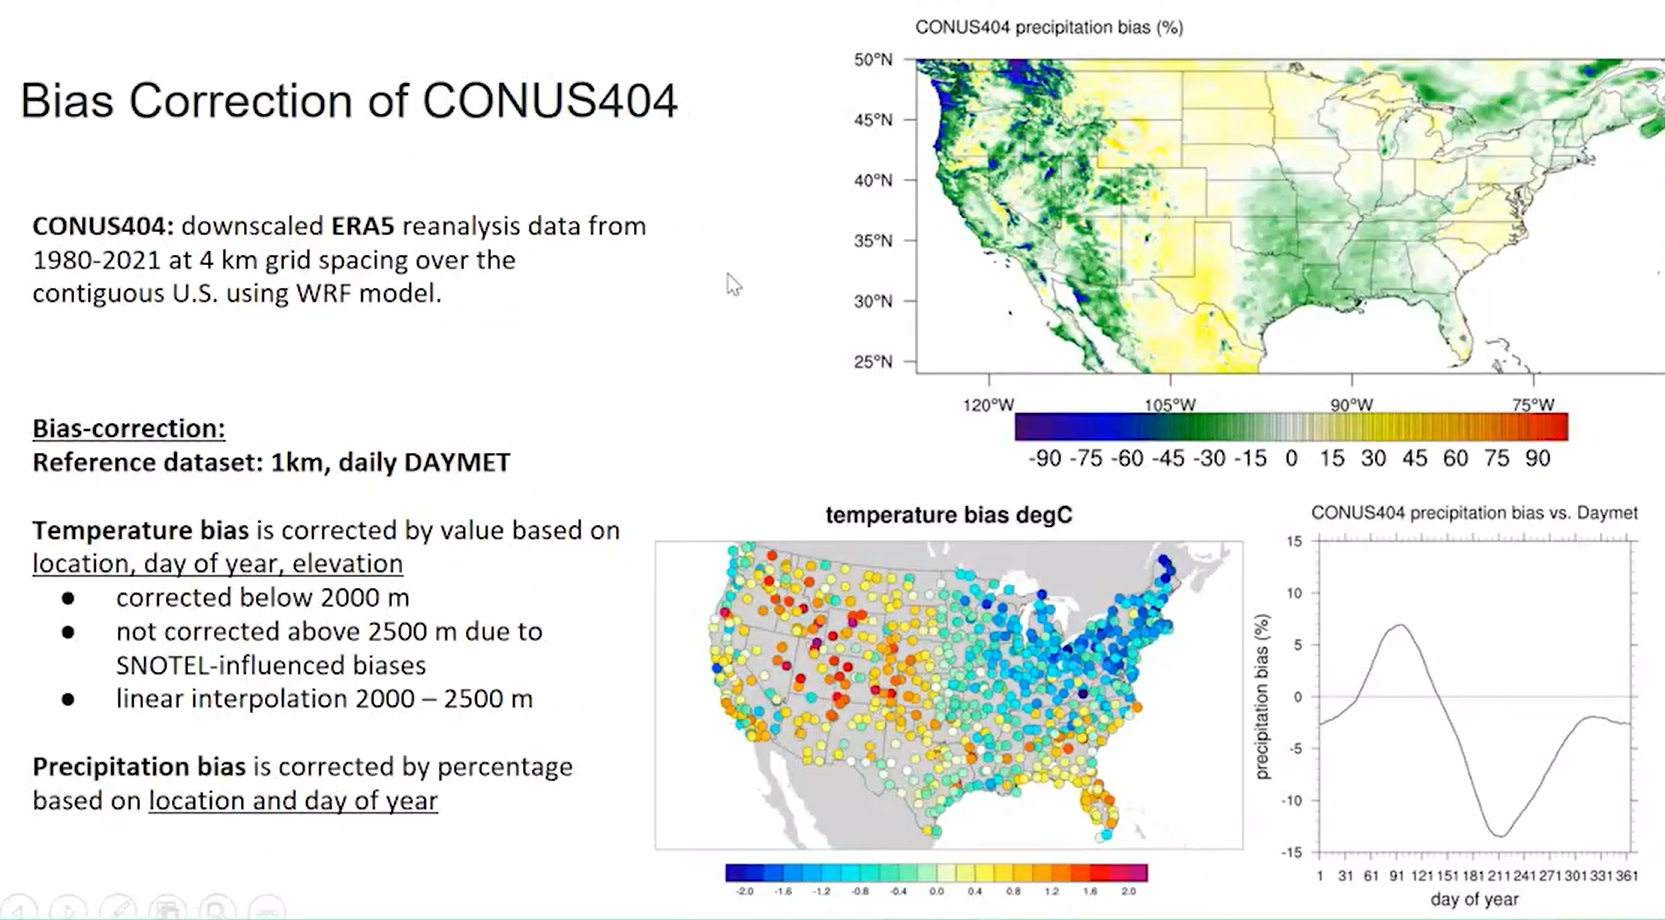 Bias Correction of CONUS404
CONUS404: downscaled ERA5 reanalysis data from
1980-2021 at 4 km grid spacing over the
contiguous U.S. using WRF model.
Bias-correction:
Reference dataset: 1km, daily DAYMET
Temperature bias is corrected by value based on
location, day of year, elevation
● corrected below 2000 m
● not corrected above 2500 m due to
SNOTEL-influenced biases
● linear interpolation 2000 – 2500 m
Precipitation bias is corrected by percentage
based on location and day of year
CONUS404 precipitation bias (%)
50°N
45°N
40°N
35°N
30°N
25°N
120°W 105°W 90°W 75°W
-90 -75 -60 -45 -30 -15 0 15 30 45 60 75 90
temperature bias degC
-2.0 -1.6 -1.2 -0.8 -0.4 0.0 0.4 0.8 1.2 1.6 2.0
CONUS404 precipitation bias vs. Daymet
precipitation bias (%)
15
10
5
0
-5
-10
-15
1 31 61 91 121 151 181 211 241 271 301 331 361
day of year